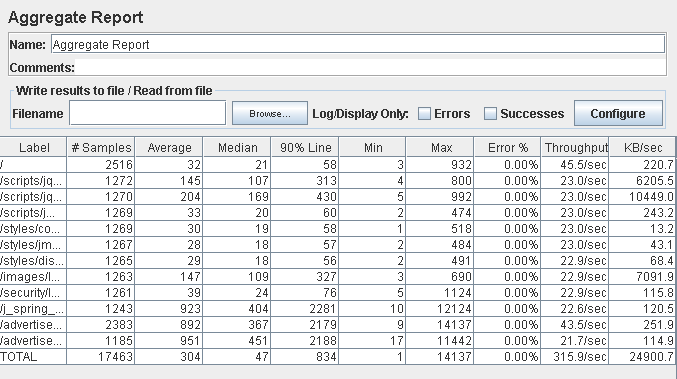 Aggregate Report
Name: Aggregate Report
Comments:
Write results to file / Read from file
Filename Browse... Log/Display Only: Errors Successes Configure
Label # Samples Average Median 90% Line Min Max Error % Throughput KB/sec
/ 2516 32 21 58 3 932 0.00% 45.5/sec 220.7
/scripts/jq... 1272 145 107 313 4 800 0.00% 23.0/sec 6205.5
/scripts/jq... 1270 204 169 430 5 992 0.00% 23.0/sec 10449.0
/scripts/j... 1269 33 20 60 2 474 0.00% 23.0/sec 243.2
/styles/co... 1269 30 19 58 1 518 0.00% 23.0/sec 13.2
/styles/jm... 1267 28 18 57 2 484 0.00% 23.0/sec 43.1
/styles/dis... 1265 29 18 56 2 491 0.00% 22.9/sec 68.4
/images/l... 1263 147 109 327 3 690 0.00% 22.9/sec 7091.9
/security/l... 1261 39 24 76 5 1124 0.00% 22.9/sec 115.8
/j_spring_... 1243 923 404 2281 10 12124 0.00% 22.6/sec 120.5
/advertise... 2383 892 367 2179 9 14137 0.00% 43.5/sec 251.9
/advertise... 1185 951 451 2188 17 11442 0.00% 21.7/sec 114.9
TOTAL 17463 304 47 834 1 14137 0.00% 315.9/sec 24900.7